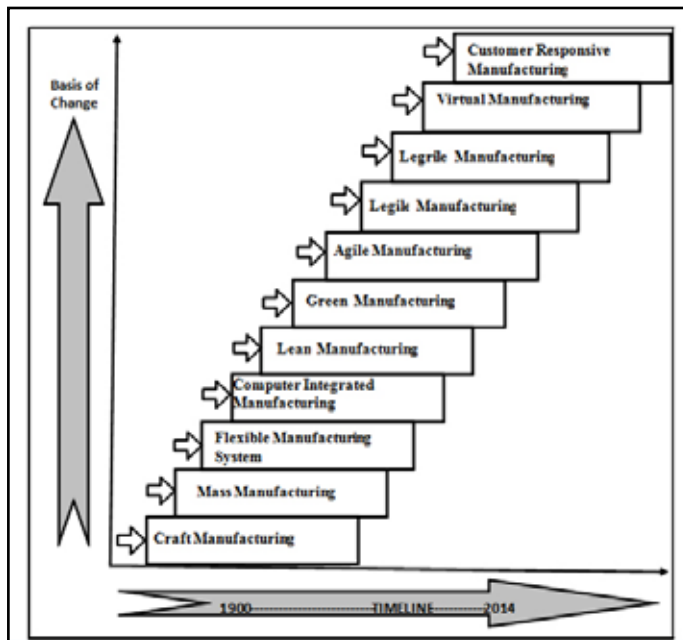 Customer Responsive
Manufacturing
Basis of
Change
Virtual Manufacturing
Legrile Manufacturing
Legile Manufacturing
Agile Manufacturing
Green Manufacturing
Lean Manufacturing
Computer Integrated
Manufacturing
Flexible Manufacturing
System
Mass Manufacturing
Craft Manufacturing
1900---------------------------TIMELINE----------2014